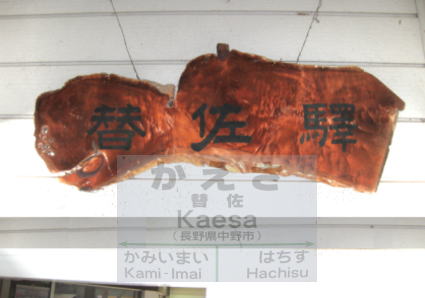 替佐驛
かえさ
替佐
Kaesa
(長野県中野市)
かみいまい はちす
Kami-Imai Hachisu